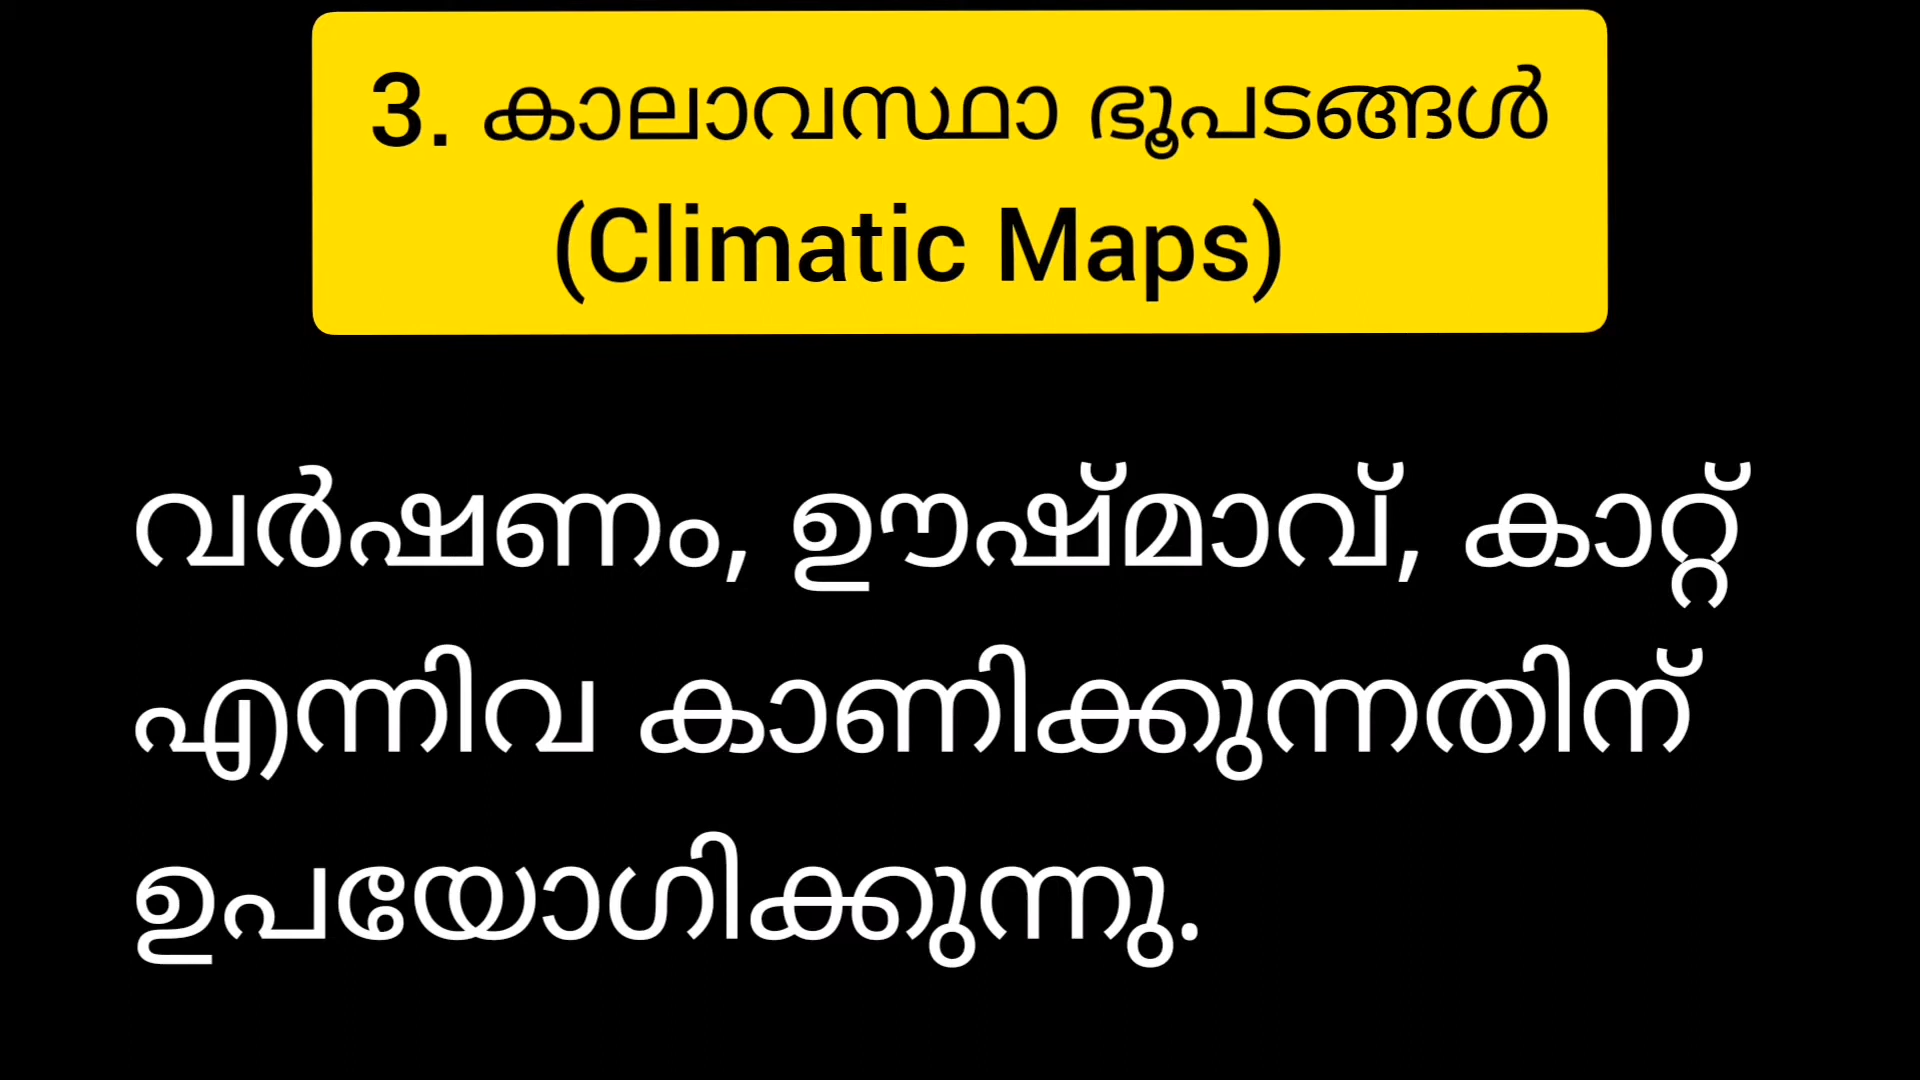 3. കാലാവസ്ഥാ ഭൂപടങ്ങൾ
(Climatic Maps)
വർഷണം, ഊഷ്മാവ്, കാറ്റ്
എന്നിവ കാണിക്കുന്നതിന്
ഉപയോഗിക്കുന്നു.